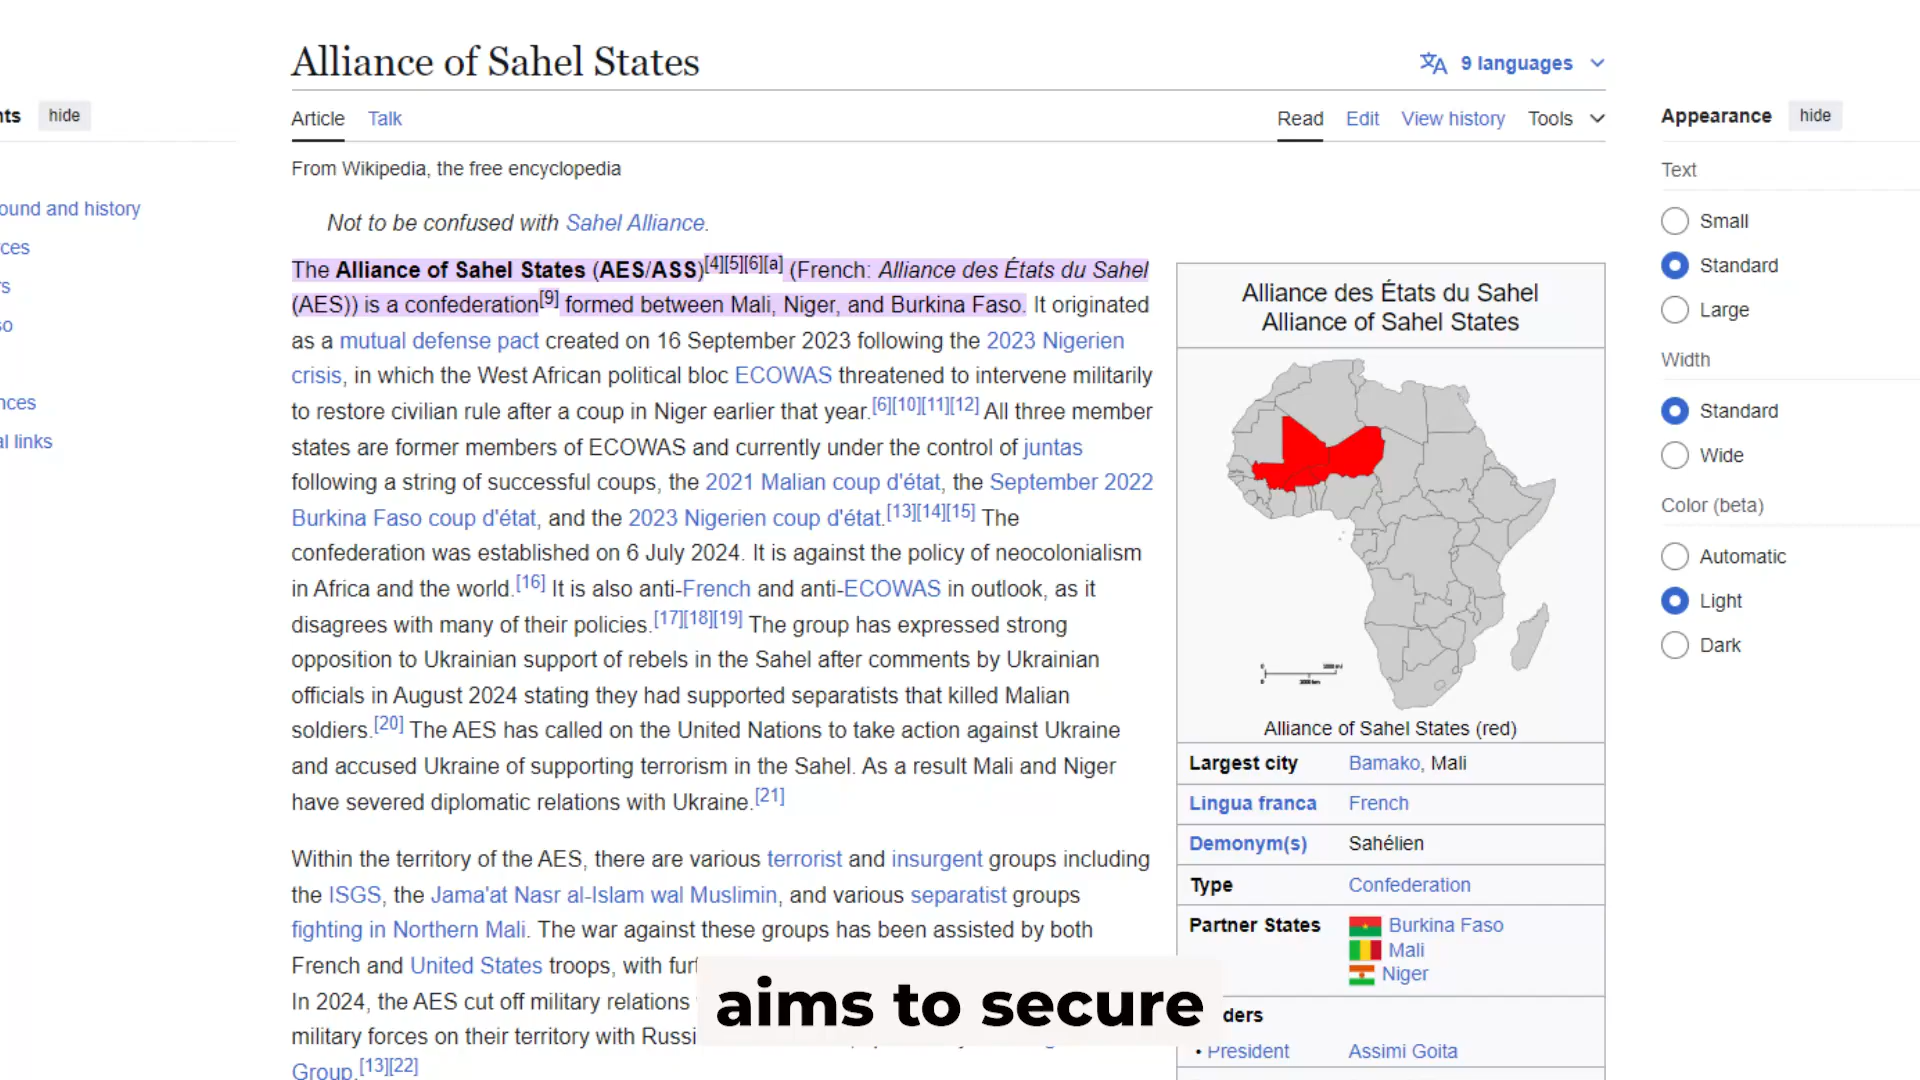 Alliance of Sahel States
9 languages
nts hide
Article Talk
Read Edit View history Tools
Appearance hide
From Wikipedia, the free encyclopedia
Text
ound and history
Small
Not to be confused with Sahel Alliance.
ces
Standard
rs
Large
so
Width
nces
Standard
al links
Wide
Color (beta)
Automatic
Light
Dark
The Alliance of Sahel States (AES/ASS)[4][5][6][a] (French: Alliance des États du Sahel
(AES)) is a confederation[9] formed between Mali, Niger, and Burkina Faso. It originated
as a mutual defense pact created on 16 September 2023 following the 2023 Nigerien
crisis, in which the West African political bloc ECOWAS threatened to intervene militarily
to restore civilian rule after a coup in Niger earlier that year.[6][10][11][12] All three member
states are former members of ECOWAS and currently under the control of juntas
following a string of successful coups, the 2021 Malian coup d'état, the September 2022
Burkina Faso coup d'état, and the 2023 Nigerien coup d'état.[13][14][15] The
confederation was established on 6 July 2024. It is against the policy of neocolonialism
in Africa and the world.[16] It is also anti-French and anti-ECOWAS in outlook, as it
disagrees with many of their policies.[17][18][19] The group has expressed strong
opposition to Ukrainian support of rebels in the Sahel after comments by Ukrainian
officials in August 2024 stating they had supported separatists that killed Malian
soldiers.[20] The AES has called on the United Nations to take action against Ukraine
and accused Ukraine of supporting terrorism in the Sahel. As a result Mali and Niger
have severed diplomatic relations with Ukraine.[21]
Within the territory of the AES, there are various terrorist and insurgent groups including
the ISGS, the Jama'at Nasr al-Islam wal Muslimin, and various separatist groups
fighting in Northern Mali. The war against these groups has been assisted by both
French and United States troops, with
In 2024, the AES cut off military relations
military forces on their territory with
Group.[13][22]
Alliance des États du Sahel
Alliance of Sahel States
Alliance of Sahel States (red)
Largest city Bamako, Mali
Lingua franca French
Demonym(s) Sahélien
Type Confederation
Partner States Burkina Faso
Mali
Niger
ders
• President Assimi Goita
aims to secure